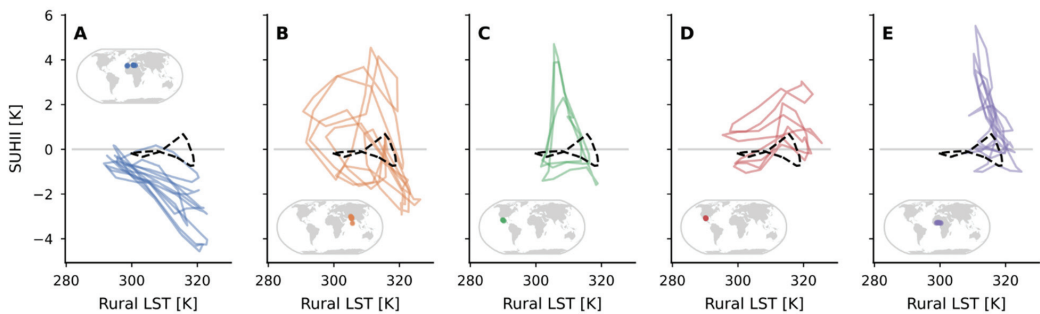 A B C D E
6
4
2
0
−2
−4
SUHII [K]
280 300 320 280 300 320 280 300 320 280 300 320 280 300 320
Rural LST [K] Rural LST [K] Rural LST [K] Rural LST [K] Rural LST [K]